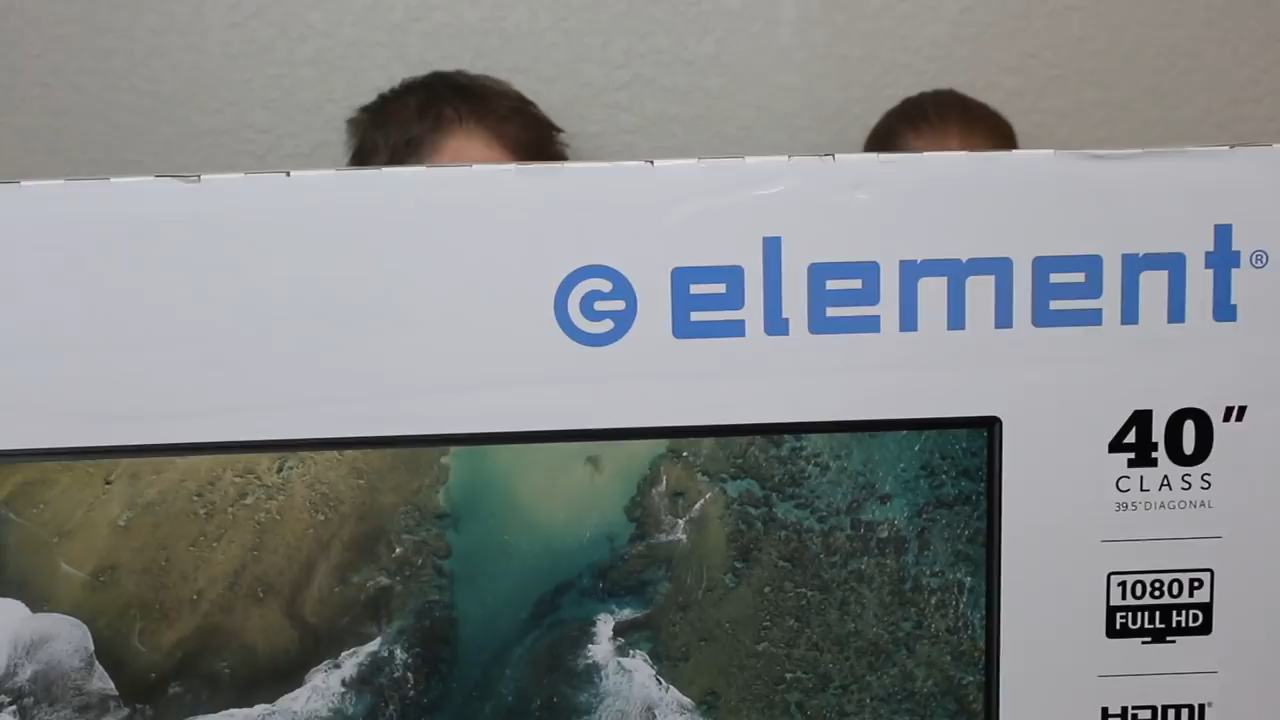 element®
40"
CLASS
39.5" DIAGONAL
1080P
FULL HD
HDMI®